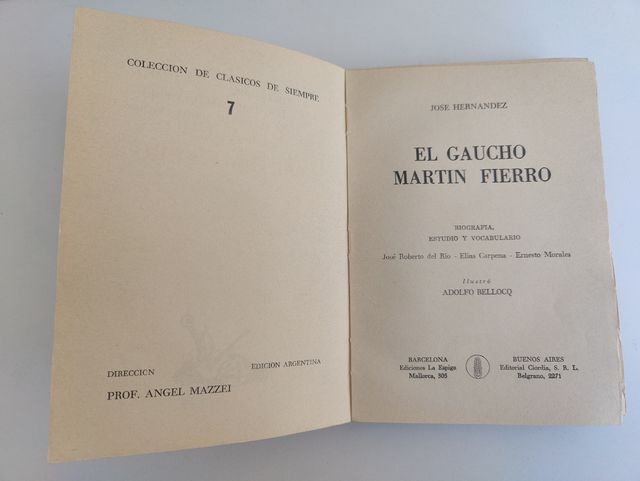 COLECCION DE CLASICOS DE SIEMPRE
7
EDICION ARGENTINA
DIRECCION
PROF. ANGEL MAZZEI
JOSE HERNANDEZ
EL GAUCHO
MARTIN FIERRO
BIOGRAFIA,
ESTUDIO Y VOCABULARIO
José Roberto del Río - Elías Carpena - Ernesto Morales
Ilustró
ADOLFO BELLOCQ
BARCELONA
Ediciones La Espiga
Mallorca, 505
BUENOS AIRES
Editorial Ciordia, S. R. L.
Belgrano, 2271